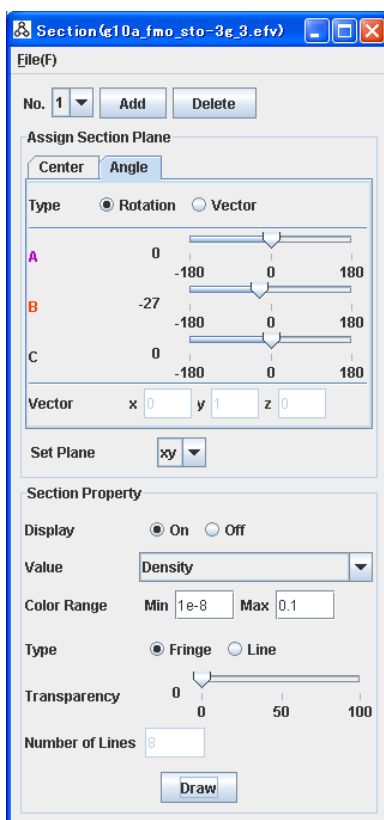 Section(g10a_fmo_sto-3g_3.efv)
File(F)
No. 1 Add Delete
Assign Section Plane
Center Angle
Type Rotation Vector
A 0
-180 0 180
B -27
-180 0 180
C 0
-180 0 180
Vector x 0 y 1 z 0
Set Plane xy
Section Property
Display On Off
Value Density
Color Range Min 1e-8 Max 0.1
Type Fringe Line
Transparency 0
0 50 100
Number of Lines 8
Draw